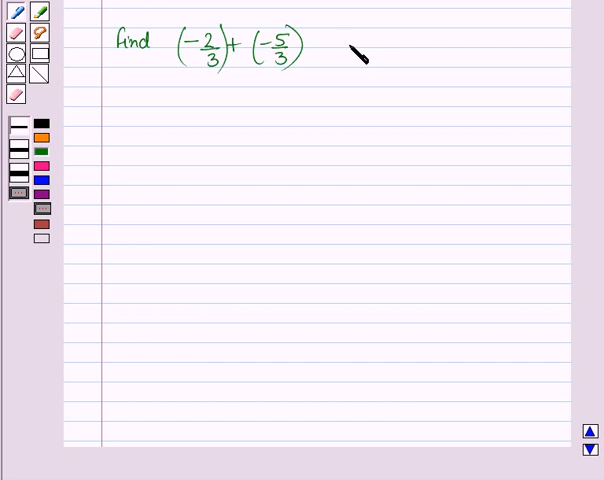 Find (-2/3) + (-5/3)